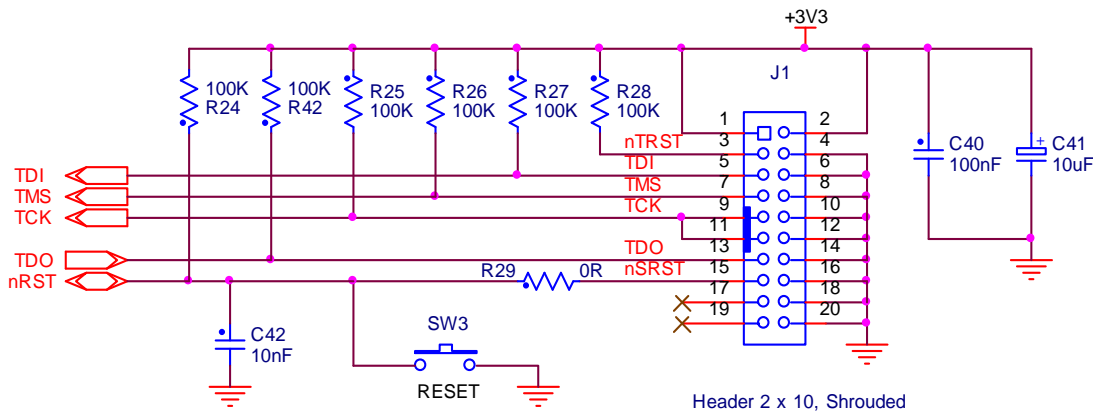 +3V3
J1
100K
R24
100K
R42
R25
100K
R26
100K
R27
100K
R28
100K
1
2
nTRST
3
4
TDI
5
6
TMS
7
8
TCK
9
10
11
12
TDO
13
14
nSRST
15
16
17
18
19
20
C40
100nF
+
C41
10uF
TDI
TMS
TCK
TDO
nRST
R29
0R
C42
10nF
SW3
RESET
Header 2 x 10, Shrouded